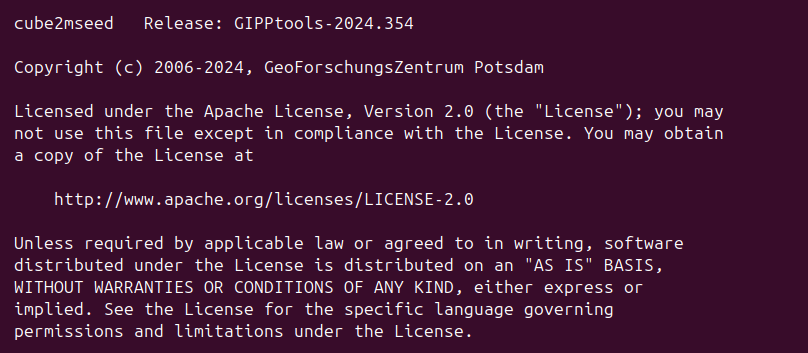 cube2mseed   Release: GIPPtools-2024.354
Copyright (c) 2006-2024, GeoForschungsZentrum Potsdam
Licensed under the Apache License, Version 2.0 (the "License"); you may
not use this file except in compliance with the License. You may obtain
a copy of the License at
http://www.apache.org/licenses/LICENSE-2.0
Unless required by applicable law or agreed to in writing, software
distributed under the License is distributed on an "AS IS" BASIS,
WITHOUT WARRANTIES OR CONDITIONS OF ANY KIND, either express or
implied. See the License for the specific language governing
permissions and limitations under the License.